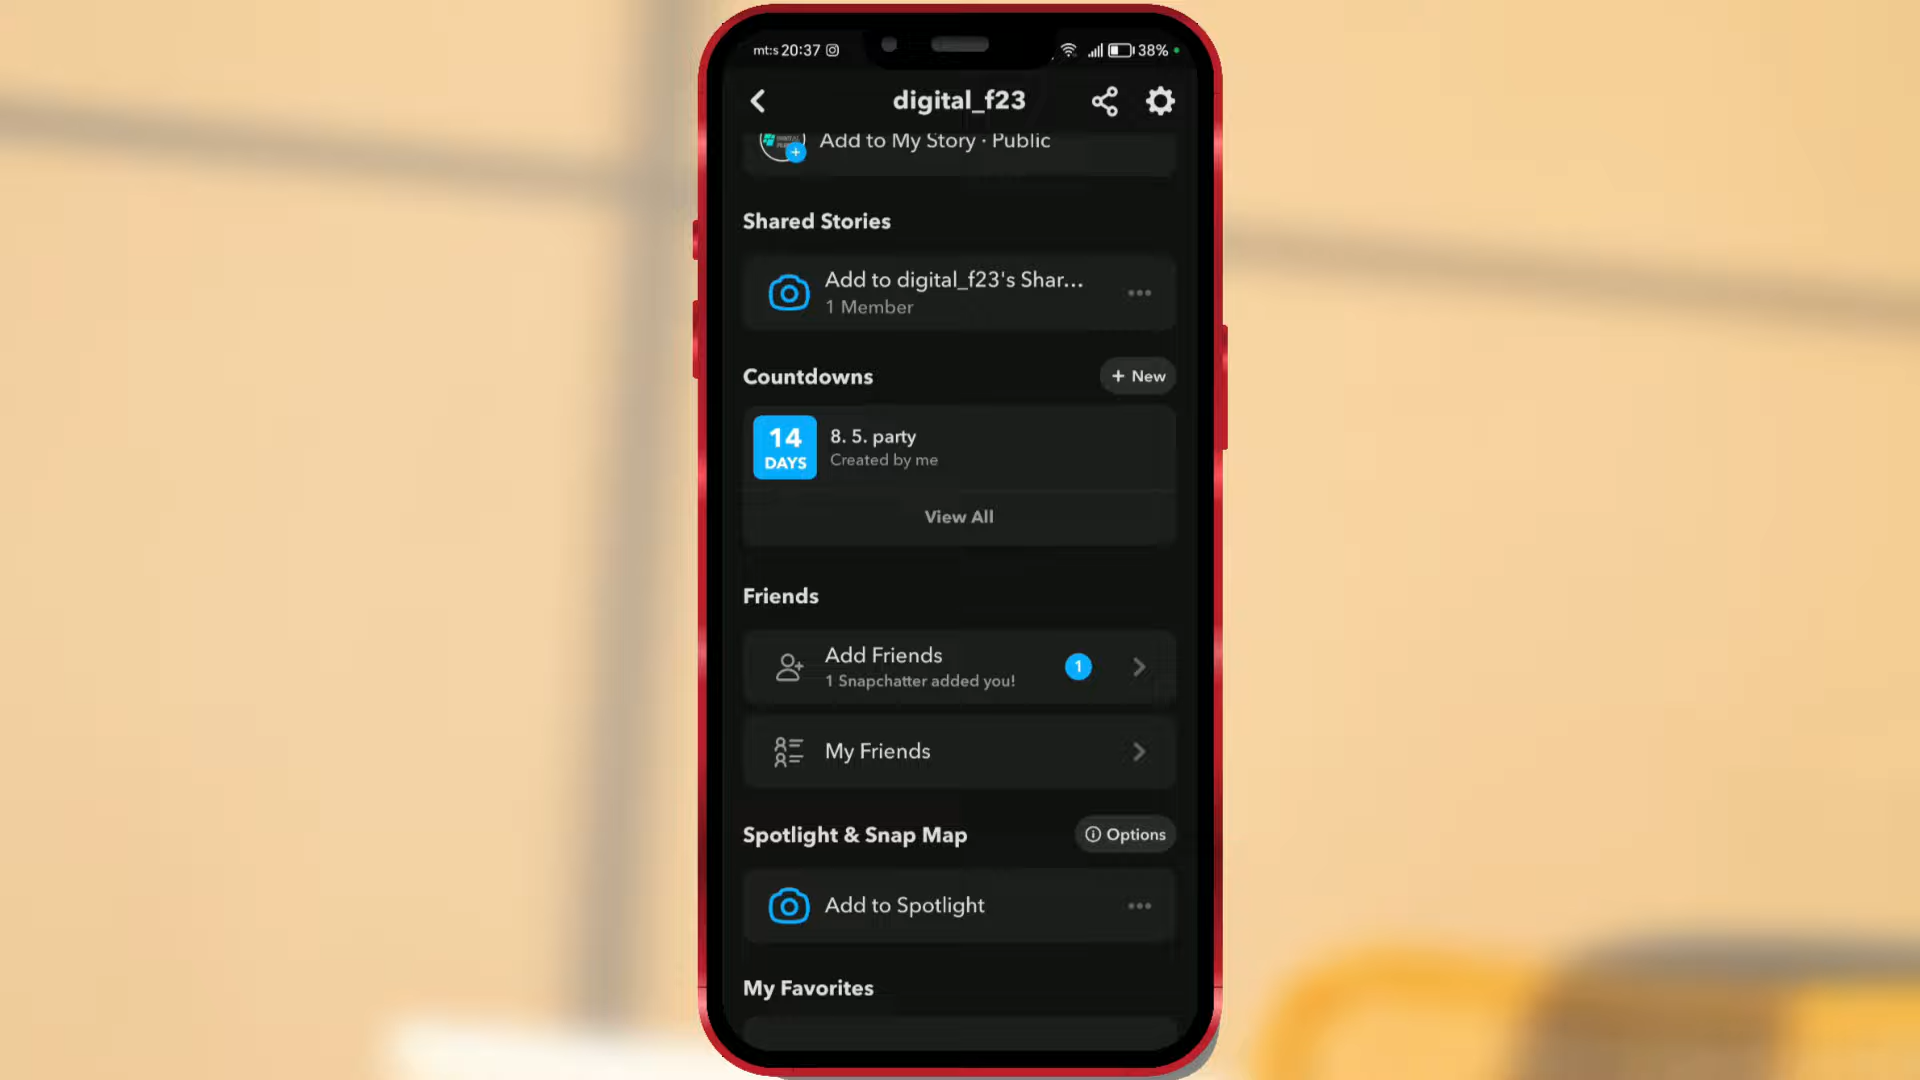 mt:s 20:37
38%
digital_f23
Add to My Story · Public
Shared Stories
Add to digital_f23's Shar...
1 Member
Countdowns
+ New
14
DAYS
8. 5. party
Created by me
View All
Friends
Add Friends
1 Snapchatter added you!
1
My Friends
Spotlight & Snap Map
Options
Add to Spotlight
My Favorites